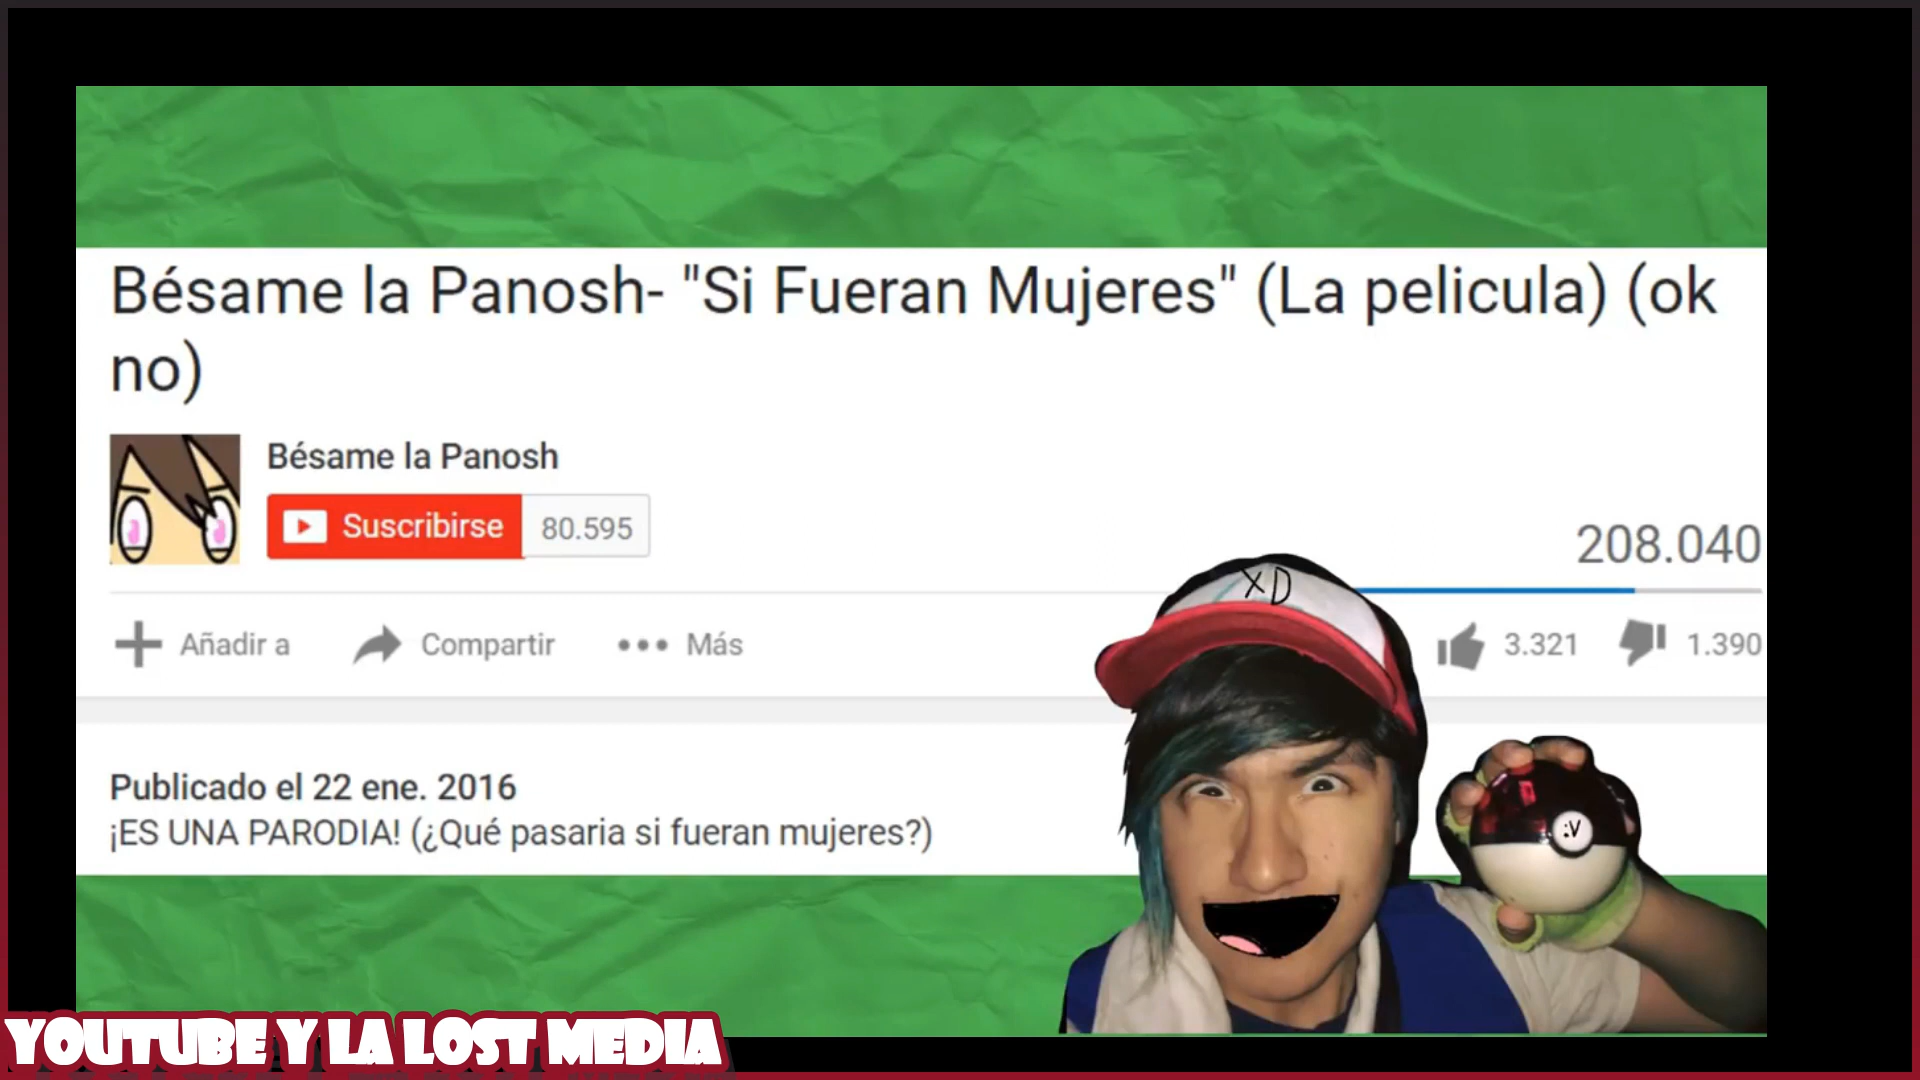 Bésame la Panosh- "Si Fueran Mujeres" (La pelicula) (ok
no)
Bésame la Panosh
Suscribirse 80.595
208.040
XD
Añadir a Compartir Más 3.321 1.390
Publicado el 22 ene. 2016
¡ES UNA PARODIA! (¿Qué pasaria si fueran mujeres?)
:V
YOUTUBE Y LA LOST MEDIA